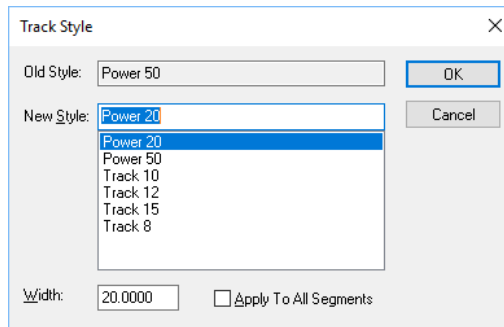 Track Style
Old Style: Power 50 OK
New Style: Power 20 Cancel
Power 20
Power 50
Track 10
Track 12
Track 15
Track 8
Width: 20.0000 Apply To All Segments